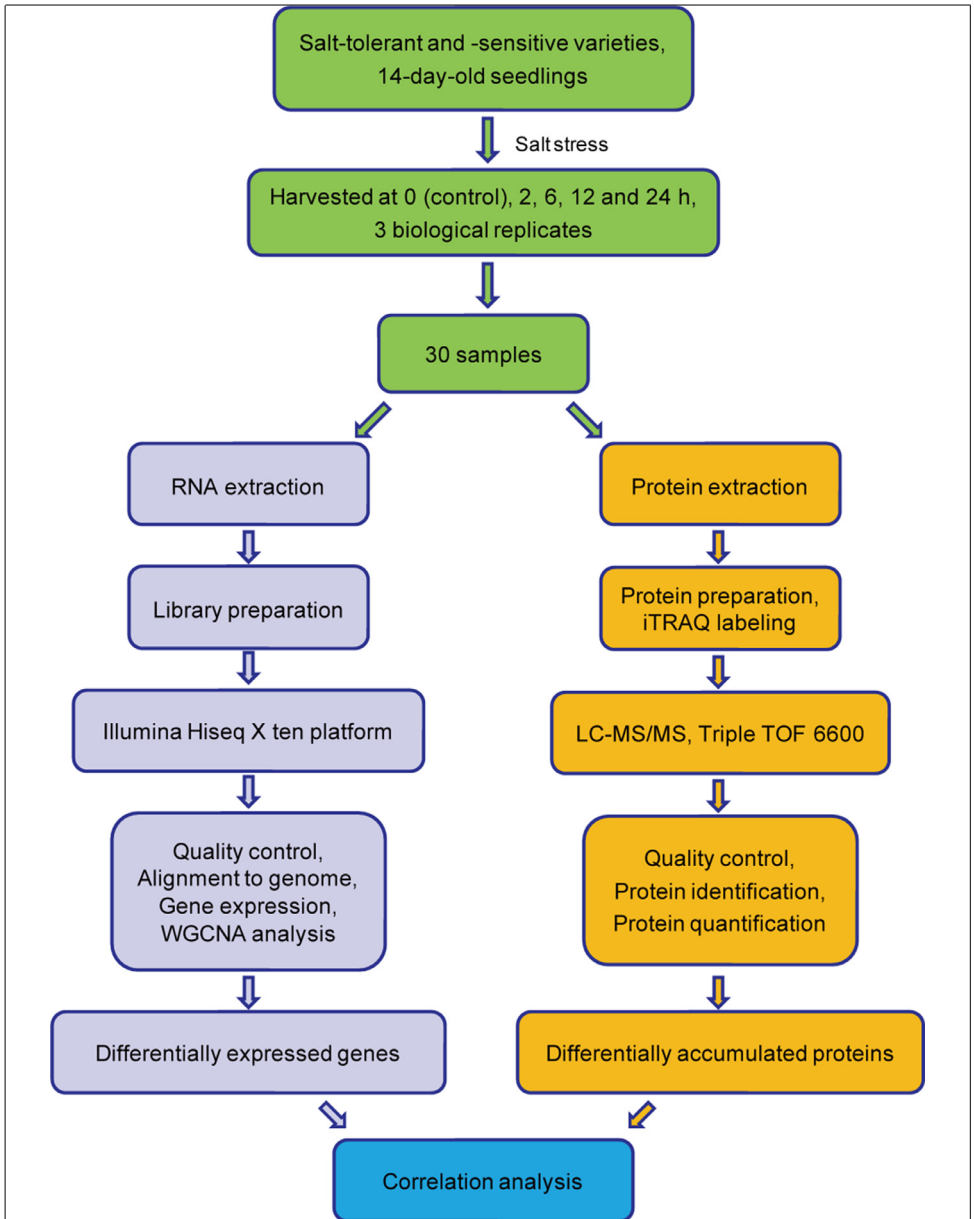 Salt-tolerant and -sensitive varieties,
14-day-old seedlings
Salt stress
Harvested at 0 (control), 2, 6, 12 and 24 h,
3 biological replicates
30 samples
RNA extraction
Protein extraction
Library preparation
Protein preparation,
iTRAQ labeling
Illumina Hiseq X ten platform
LC-MS/MS, Triple TOF 6600
Quality control,
Alignment to genome,
Gene expression,
WGCNA analysis
Quality control,
Protein identification,
Protein quantification
Differentially expressed genes
Differentially accumulated proteins
Correlation analysis